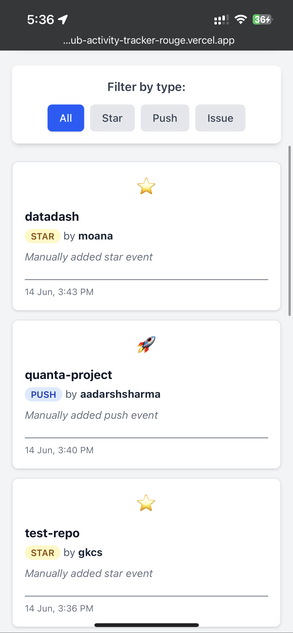 5:36
36
...ub-activity-tracker-rouge.vercel.app
Filter by type:
All Star Push Issue
datadash
STAR by moana
Manually added star event
14 Jun, 3:43 PM
quanta-project
PUSH by aadarshsharma
Manually added push event
14 Jun, 3:40 PM
test-repo
STAR by gkcs
Manually added star event
14 Jun, 3:36 PM